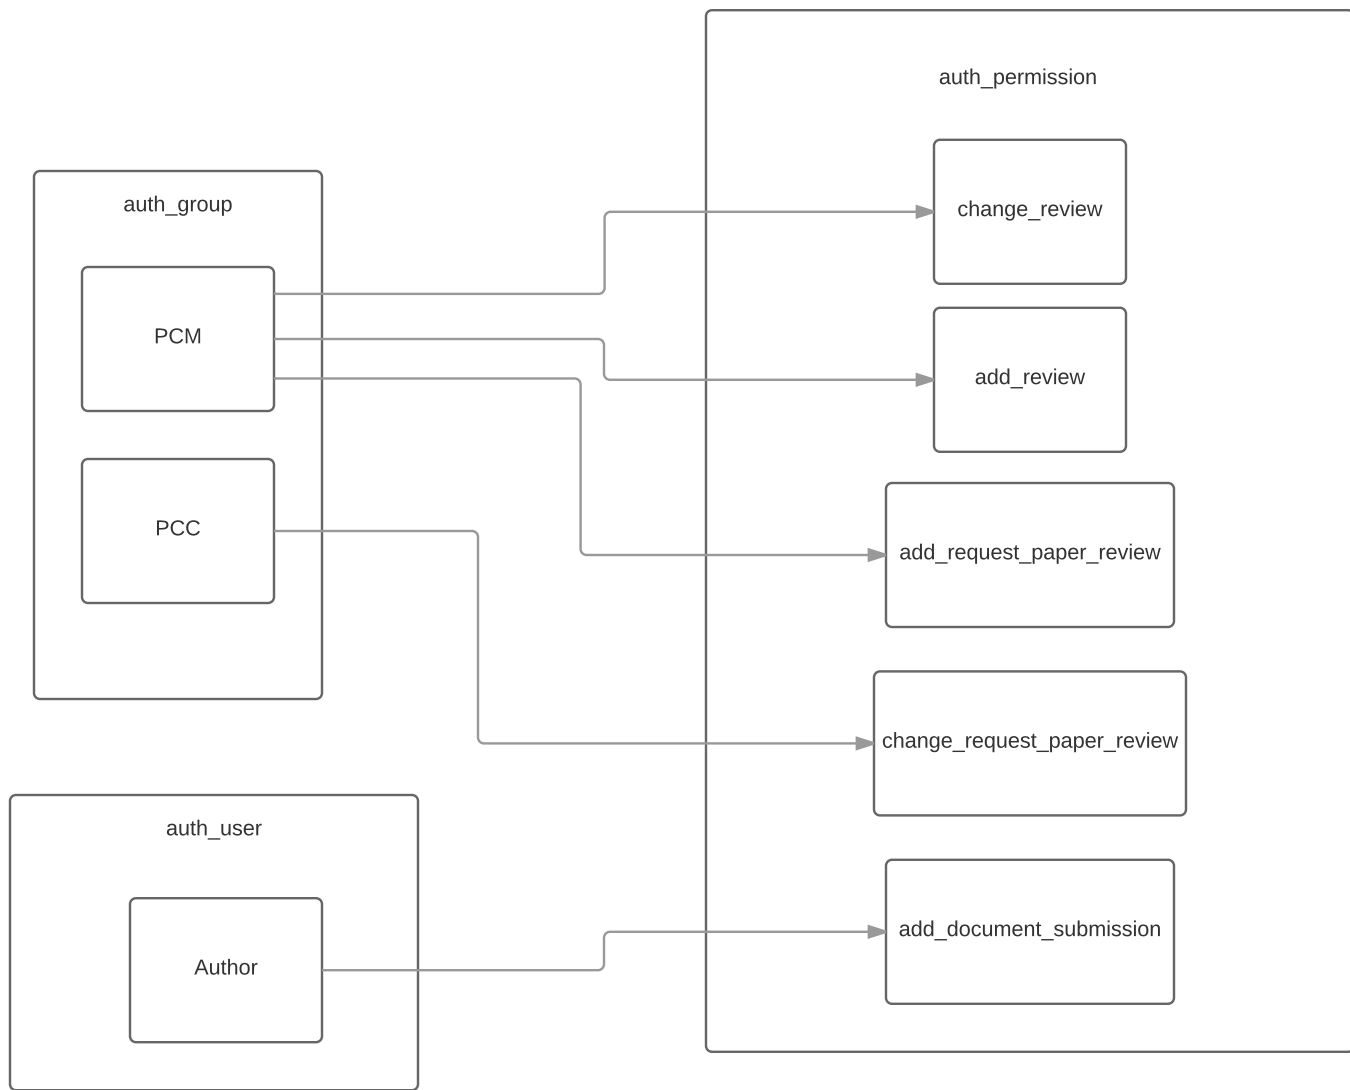 auth_permission
change_review
auth_group
PCM
add_review
PCC
add_request_paper_review
change_request_paper_review
auth_user
add_document_submission
Author